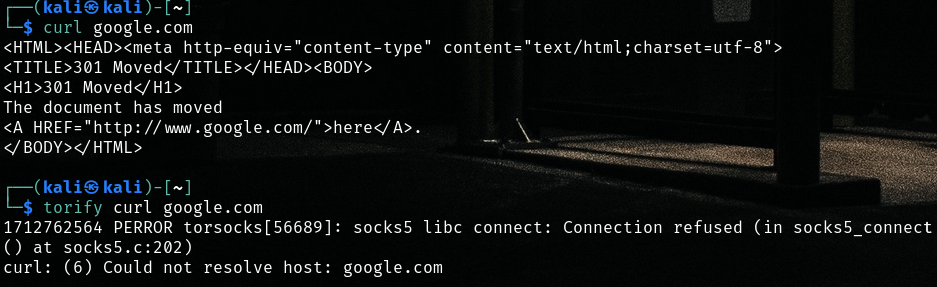 ┌──(kali㉿kali)-[~]
└─$ curl google.com
<HTML><HEAD><meta http-equiv="content-type" content="text/html;charset=utf-8">
<TITLE>301 Moved</TITLE></HEAD><BODY>
<H1>301 Moved</H1>
The document has moved
<A HREF="http://www.google.com/">here</A>.
</BODY></HTML>
┌──(kali㉿kali)-[~]
└─$ torify curl google.com
1712762564 PERROR torsocks[56689]: socks5 libc connect: Connection refused (in socks5_connect
() at socks5.c:202)
curl: (6) Could not resolve host: google.com